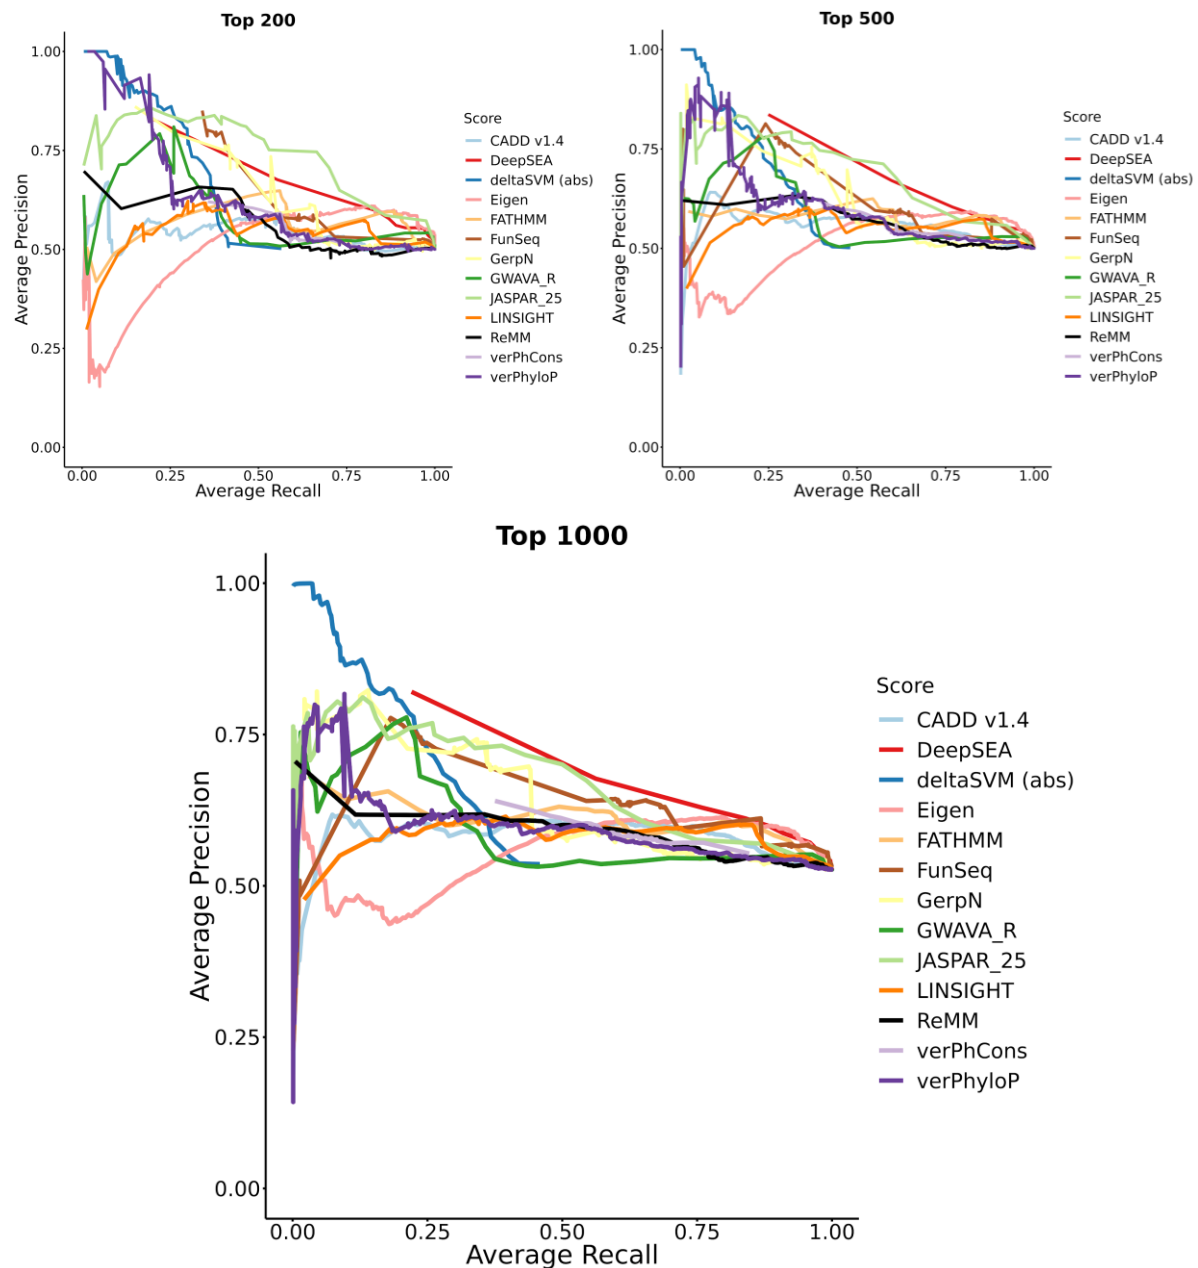 Top 200
Average Precision
1.00
0.75
0.50
0.25
0.00
0.00 0.25 0.50 0.75 1.00
Average Recall
Score
CADD v1.4
DeepSEA
deltaSVM (abs)
Eigen
FATHMM
FunSeq
GerpN
GWAVA_R
JASPAR_25
LINSIGHT
ReMM
verPhCons
verPhyloP
Top 500
Average Precision
1.00
0.75
0.50
0.25
0.00
0.00 0.25 0.50 0.75 1.00
Average Recall
Score
CADD v1.4
DeepSEA
deltaSVM (abs)
Eigen
FATHMM
FunSeq
GerpN
GWAVA_R
JASPAR_25
LINSIGHT
ReMM
verPhCons
verPhyloP
Top 1000
Average Precision
1.00
0.75
0.50
0.25
0.00
0.00 0.25 0.50 0.75 1.00
Average Recall
Score
CADD v1.4
DeepSEA
deltaSVM (abs)
Eigen
FATHMM
FunSeq
GerpN
GWAVA_R
JASPAR_25
LINSIGHT
ReMM
verPhCons
verPhyloP